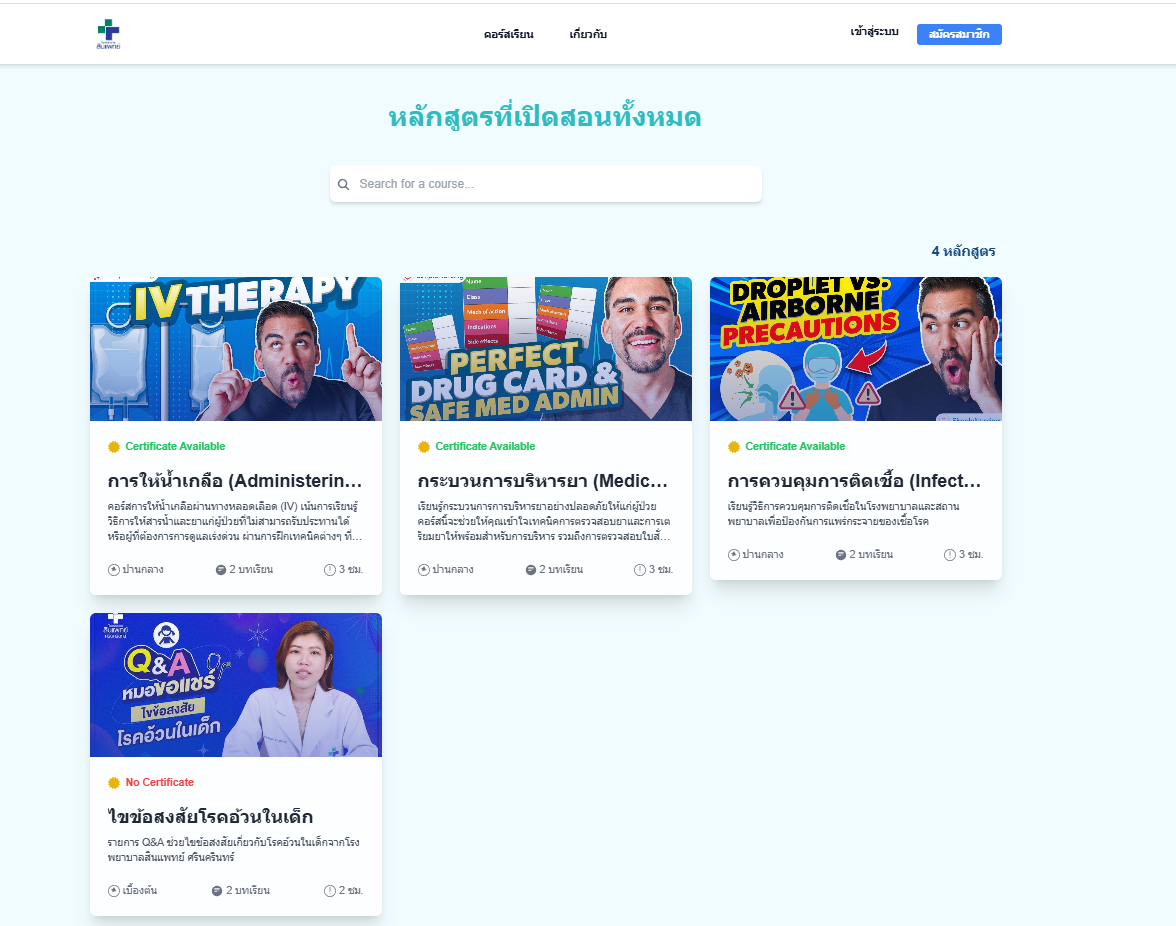 สินแพทย์
คอร์สเรียน
เกี่ยวกับ
เข้าสู่ระบบ
สมัครสมาชิก
หลักสูตรที่เปิดสอนทั้งหมด
Search for a course...
4 หลักสูตร
IV THERAPY
Certificate Available
การให้น้ำเกลือ (Administerin...
คอร์สการให้น้ำเกลือผ่านทางหลอดเลือด (IV) เน้นการเรียนรู้
วิธีการให้สารน้ำและยาแก่ผู้ป่วยที่ไม่สามารถรับประทานได้
หรือผู้ที่ต้องการการดูแลเร่งด่วน ผ่านการฝึกเทคนิคต่างๆ ที่...
ปานกลาง
2 บทเรียน
3 ชม.
Name
Class
Mech of action
Indications
Side effects
PERFECT
DRUG CARD &
SAFE MED ADMIN
Certificate Available
กระบวนการบริหารยา (Medic...
เรียนรู้กระบวนการการบริหารยาอย่างปลอดภัยให้แก่ผู้ป่วย
คอร์สนี้จะช่วยให้คุณเข้าใจเทคนิคการตรวจสอบยาและการเต
รียมยาให้พร้อมสำหรับการบริหาร รวมถึงการตรวจสอบใบสั่...
ปานกลาง
2 บทเรียน
3 ชม.
DROPLET VS.
AIRBORNE
PRECAUTIONS
Certificate Available
การควบคุมการติดเชื้อ (Infect...
เรียนรู้วิธีการควบคุมการติดเชื้อในโรงพยาบาลและสถาน
พยาบาลเพื่อป้องกันการแพร่กระจายของเชื้อโรค
ปานกลาง
2 บทเรียน
3 ชม.
สินแพทย์
Q&A
หมอขอแชร์
ไขข้อสงสัย
โรคอ้วนในเด็ก
No Certificate
ไขข้อสงสัยโรคอ้วนในเด็ก
รายการ Q&A ช่วยไขข้อสงสัยเกี่ยวกับโรคอ้วนในเด็กจากโรง
พยาบาลสินแพทย์ ศรีนครินทร์
เบื้องต้น
2 บทเรียน
2 ชม.